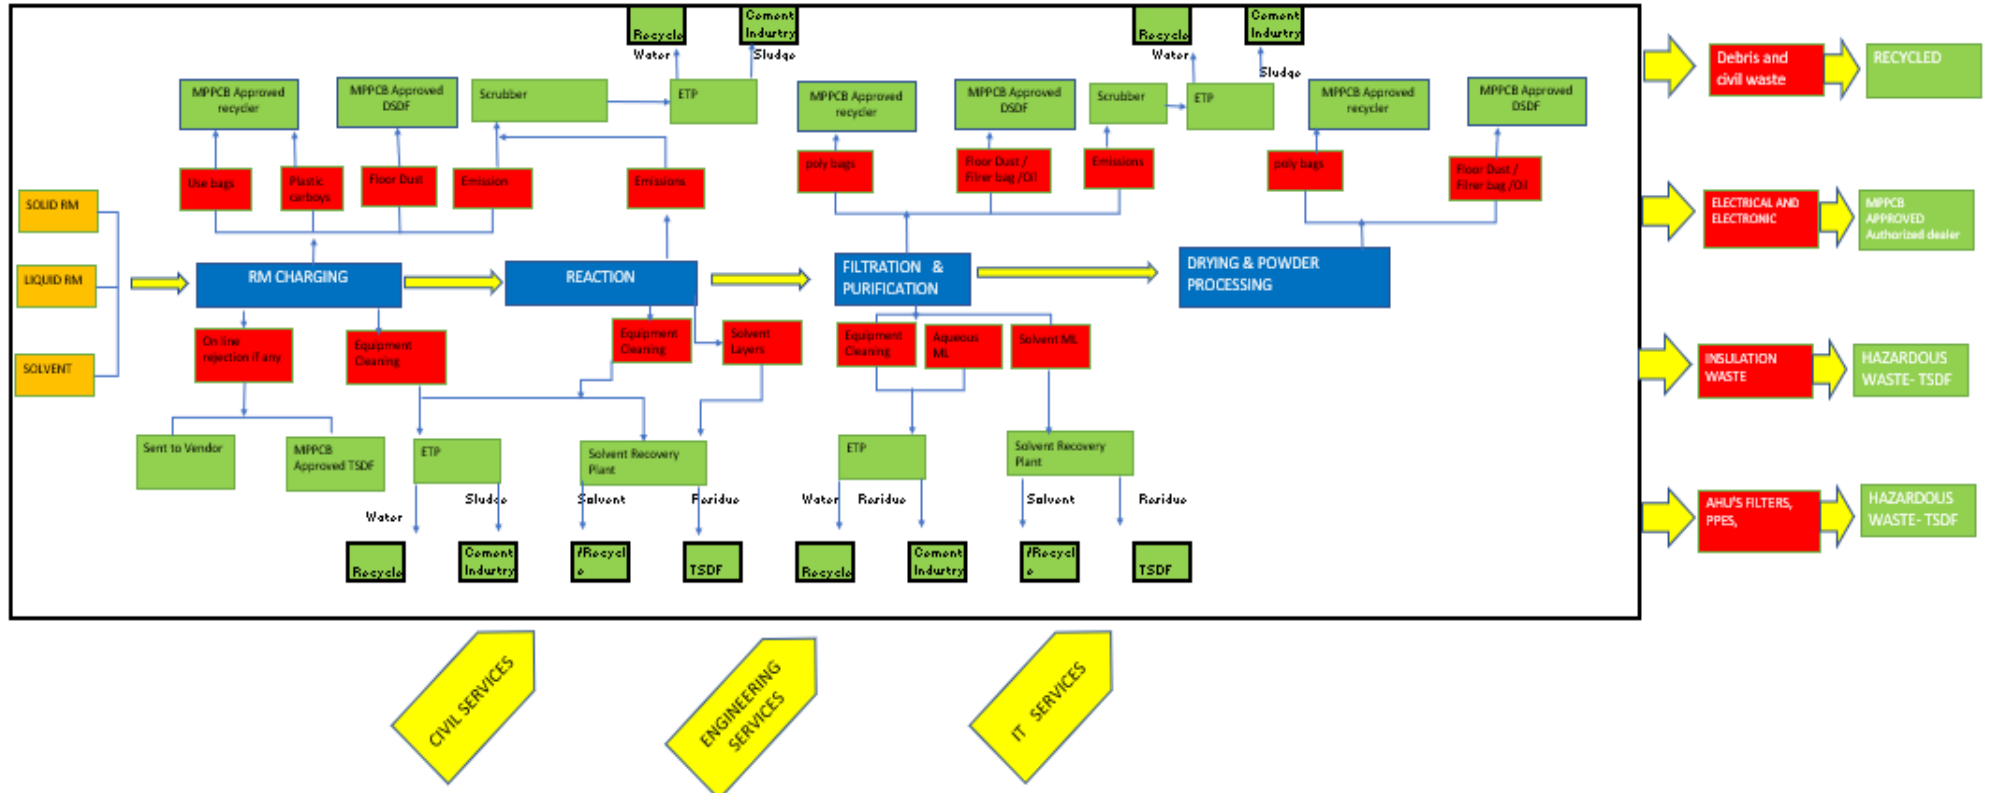 Recycle
Cement
Industry
Recycle
Cement
Industry
Water
Sludge
Water
Sludge
MPPCB Approved
recycler
MPPCB Approved
DSDF
Scrubber
ETP
MPPCB Approved
recycler
MPPCB Approved
DSDF
Scrubber
ETP
MPPCB Approved
recycler
MPPCB Approved
DSDF
Use bags
Plastic
carboys
Floor Dust
Emission
Emissions
poly bags
Floor Dust /
Filrer bag /Oil
Emissions
poly bags
Floor Dust /
Filrer bag /Oil
SOLID RM
LIQUID RM
SOLVENT
RM CHARGING
REACTION
FILTRATION &
PURIFICATION
DRYING & POWDER
PROCESSING
On line
rejection if any
Equipment
Cleaning
Equipment
Cleaning
Solvent
Layers
Equipment
Cleaning
Aqueous
ML
Solvent ML
Sent to Vendor
MPPCB
Approved TSDF
ETP
Solvent Recovery
Plant
ETP
Solvent Recovery
Plant
Water
Sludge
Solvent
Residue
Water
Residue
Solvent
Residue
Recycle
Cement
Industry
/Recycl
e
TSDF
Recycle
Cement
Industry
/Recycl
e
TSDF
Debris and
civil waste
RECYCLED
ELECTRICAL AND
ELECTRONIC
MPPCB
APPROVED
Authorized dealer
INSULATION
WASTE
HAZARDOUS
WASTE- TSDF
AHU'S FILTERS,
PPES,
HAZARDOUS
WASTE- TSDF
CIVIL SERVICES
ENGINEERING
SERVICES
IT SERVICES